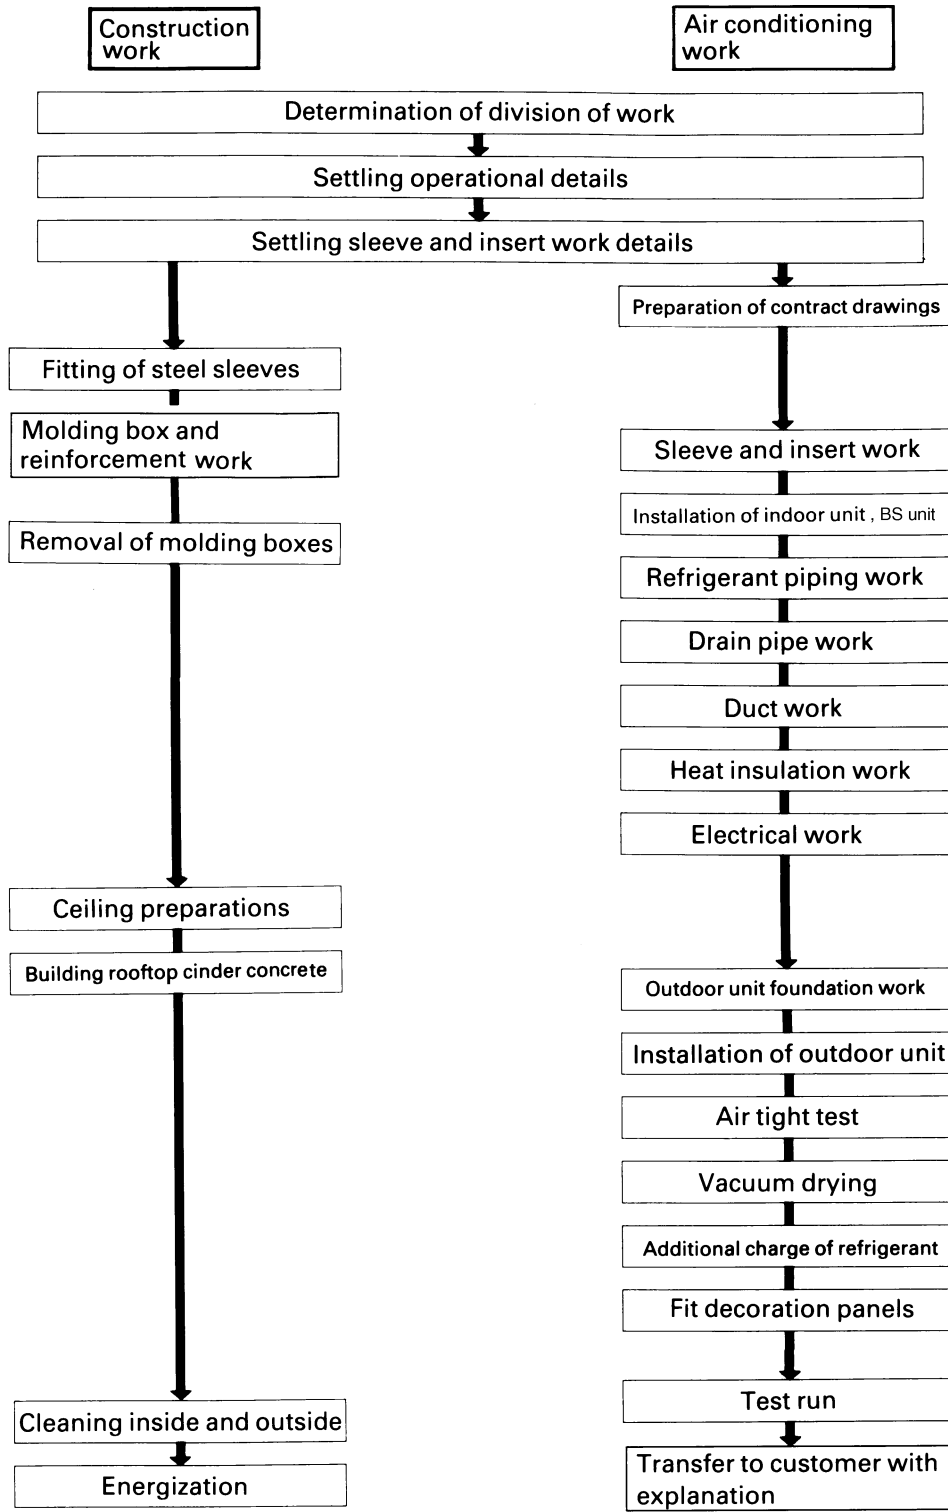 Construction
work
Air conditioning
work
Determination of division of work
Settling operational details
Settling sleeve and insert work details
Preparation of contract drawings
Fitting of steel sleeves
Molding box and
reinforcement work
Sleeve and insert work
Installation of indoor unit , BS unit
Removal of molding boxes
Refrigerant piping work
Drain pipe work
Duct work
Heat insulation work
Electrical work
Ceiling preparations
Building rooftop cinder concrete
Outdoor unit foundation work
Installation of outdoor unit
Air tight test
Vacuum drying
Additional charge of refrigerant
Fit decoration panels
Test run
Cleaning inside and outside
Energization
Transfer to customer with
explanation